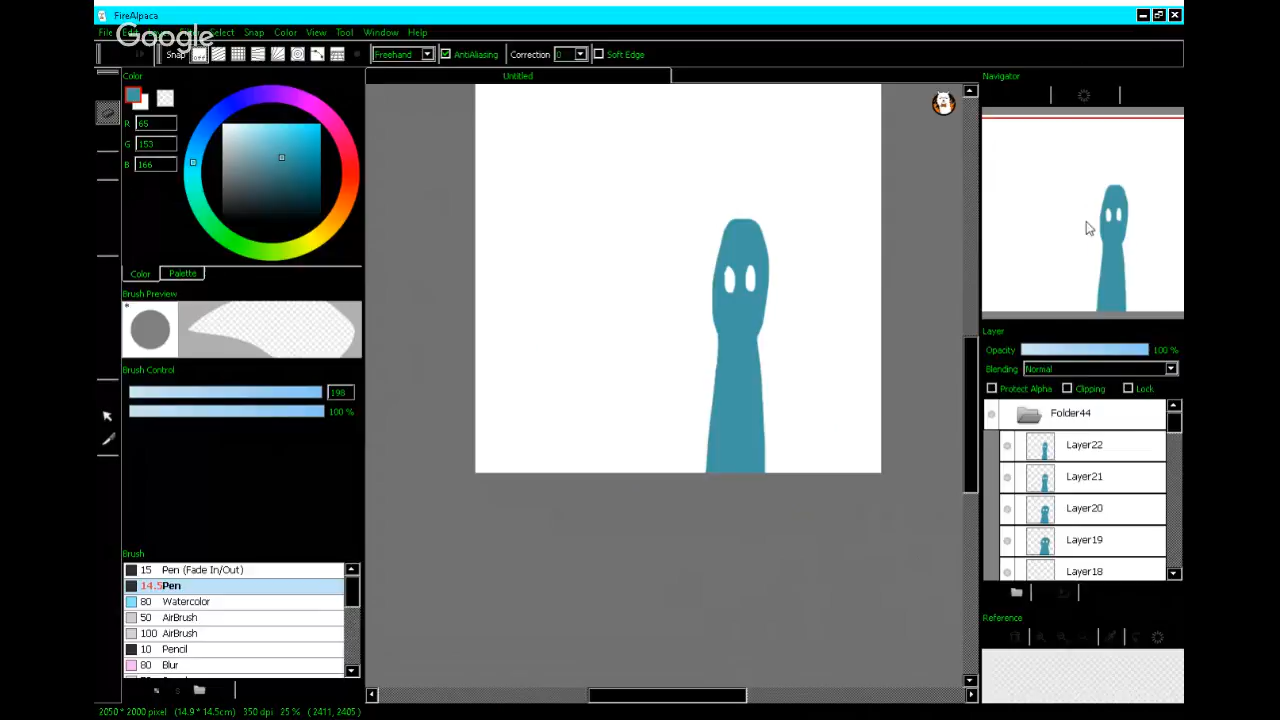 FireAlpaca
Google
File Edit Layer Select Snap Color View Tool Window Help
Snap OFF Freehand AntiAliasing Correction 0 Soft Edge
Color
Untitled
Navigator
R 65
G 153
B 166
Color Palette
Brush Preview
Brush Control
198
100 %
Layer
Opacity 100 %
Blending Normal
Protect Alpha Clipping Lock
Folder44
Layer22
Layer21
Layer20
Layer19
Layer18
Brush
15 Pen (Fade In/Out)
14.5 Pen
80 Watercolor
50 AirBrush
100 AirBrush
10 Pencil
80 Blur
Reference
2050 * 2000 pixel (14.9 * 14.5cm) 350 dpi 25 % ( 2411, 2405 )